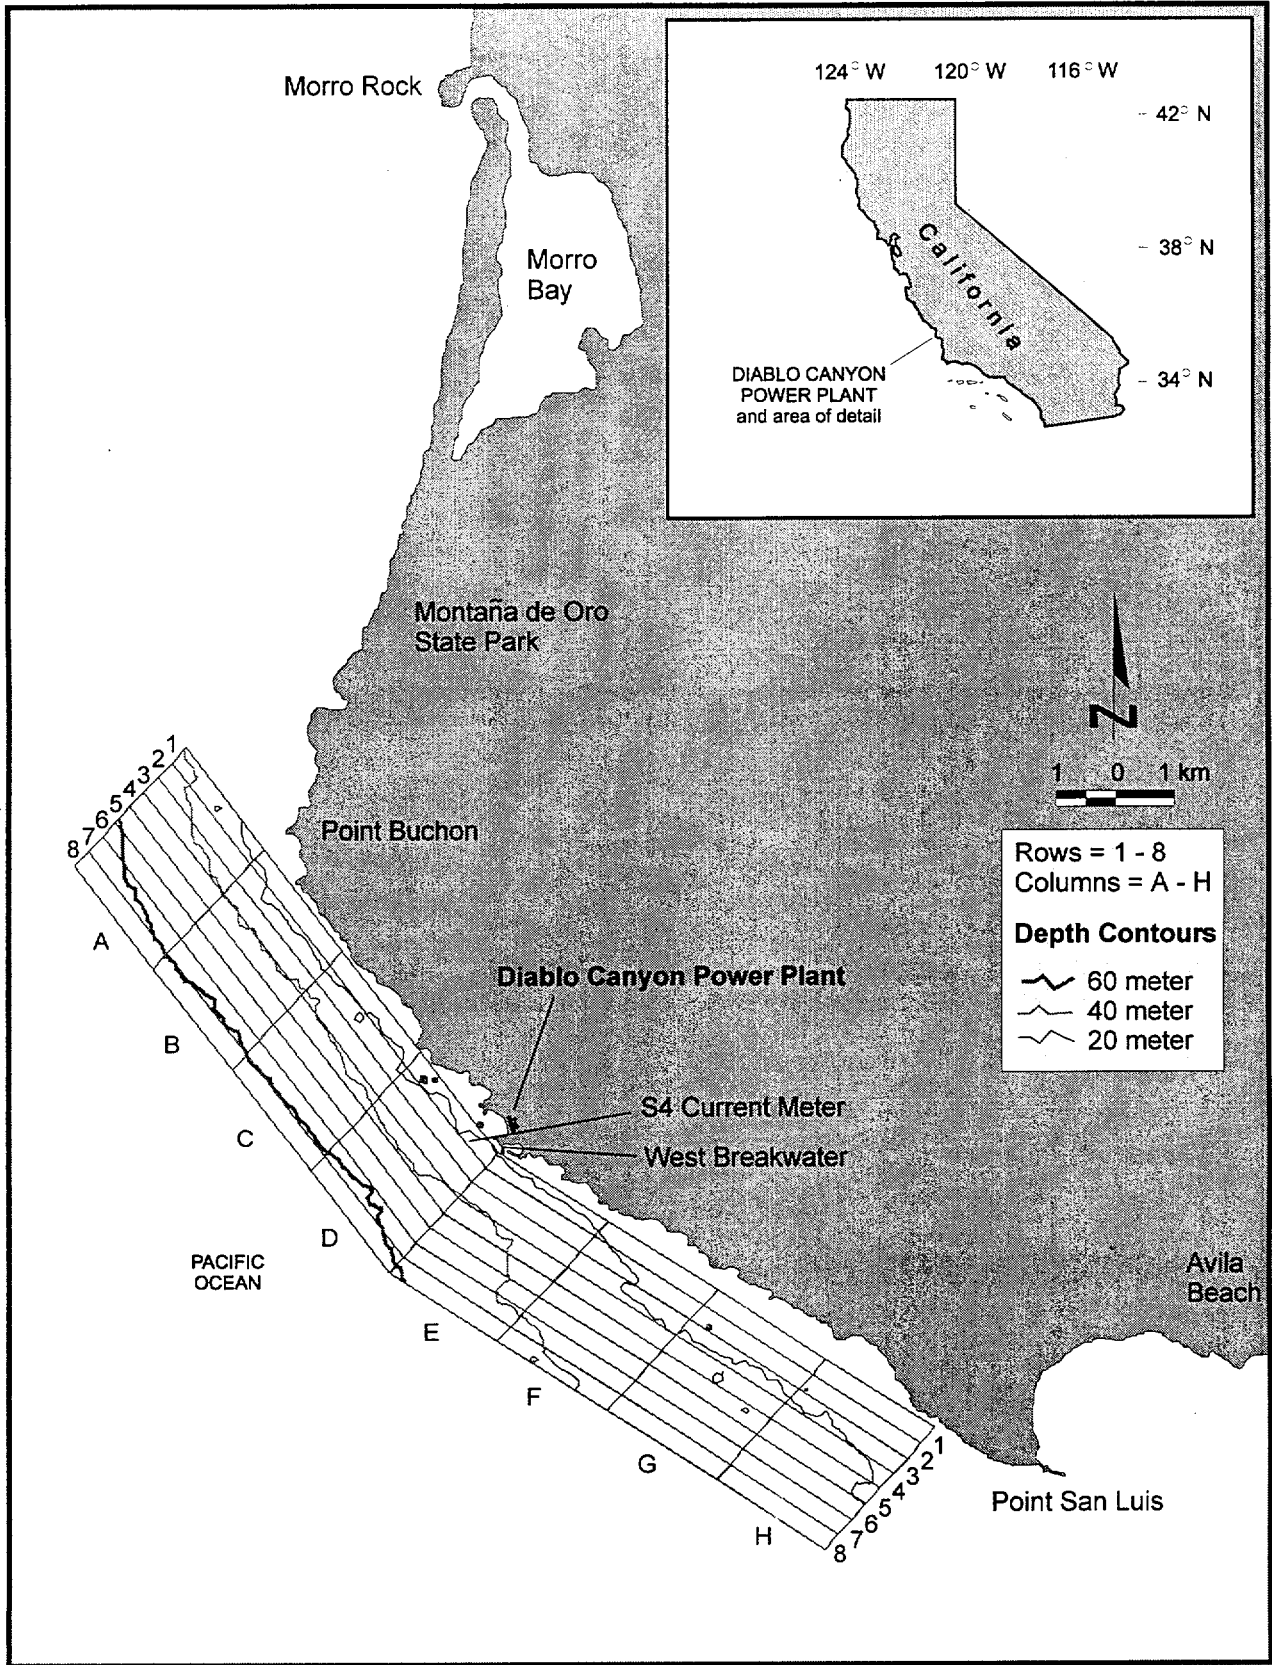 124° W 120° W 116° W
42° N
38° N
34° N
California
DIABLO CANYON
POWER PLANT
and area of detail
Morro Rock
Morro
Bay
Montaña de Oro
State Park
Point Buchon
N
1 0 1 km
Rows = 1 - 8
Columns = A - H
Depth Contours
60 meter
40 meter
20 meter
1
2
3
4
5
6
7
8
A
B
C
D
E
F
G
H
Diablo Canyon Power Plant
S4 Current Meter
West Breakwater
PACIFIC
OCEAN
Avila
Beach
1
2
3
4
5
6
7
8
Point San Luis